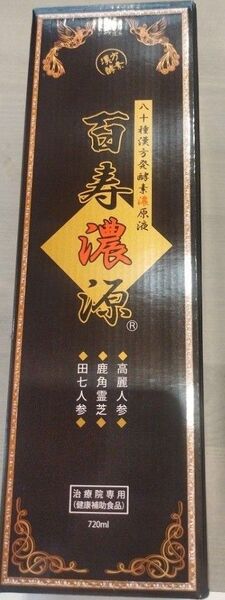 漢方
酵素
八十種漢方発酵素濃原液
百寿濃源®
◆高麗人参◆
◆鹿角霊芝◆
◆田七人参◆
治療院専用
(健康補助食品)
720ml